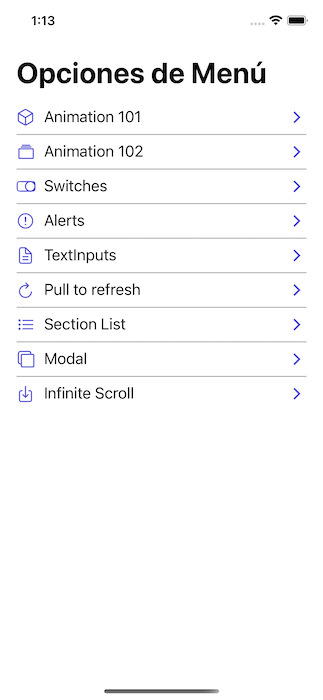 1:13
Opciones de Menú
Animation 101
Animation 102
Switches
Alerts
TextInputs
Pull to refresh
Section List
Modal
Infinite Scroll